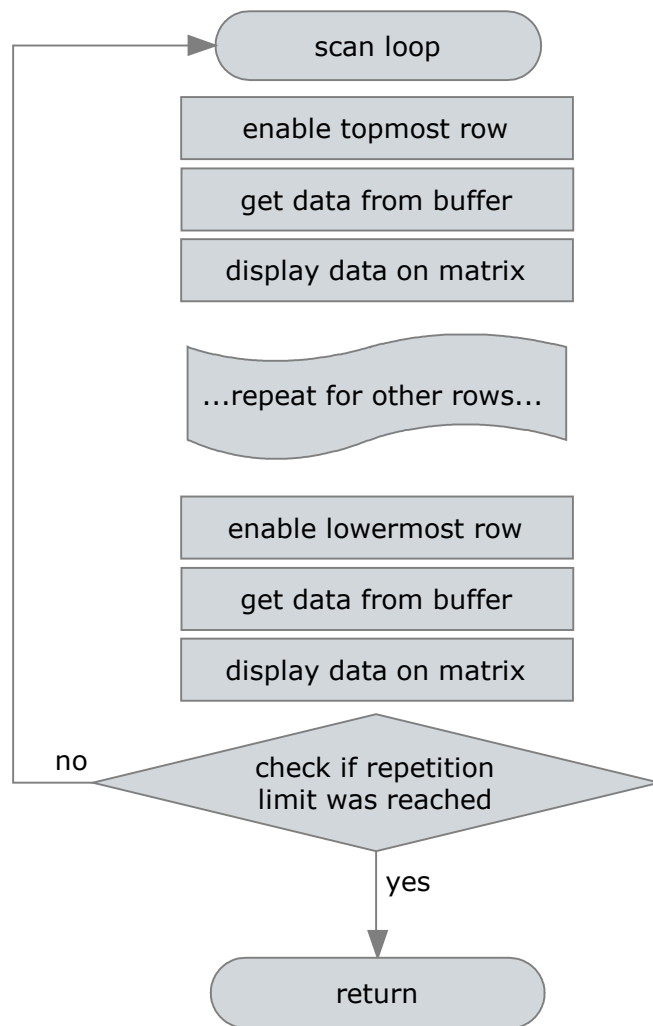 scan loop
enable topmost row
get data from buffer
display data on matrix
...repeat for other rows...
enable lowermost row
get data from buffer
display data on matrix
no
check if repetition
limit was reached
yes
return